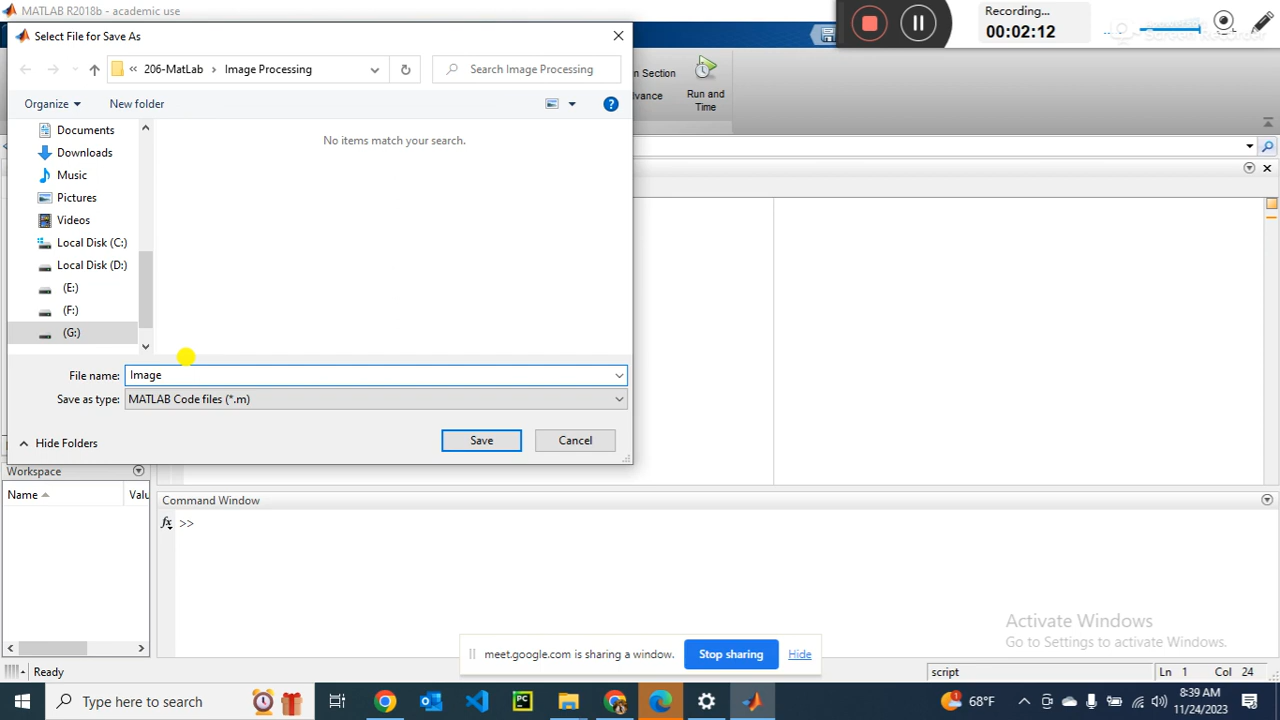 MATLAB R2018b - academic use
Recording...
00:02:12
Select File for Save As
206-MatLab
Image Processing
Search Image Processing
n Section
Run and
Time
vance
Organize
New folder
Documents
No items match your search.
Downloads
Music
Pictures
Videos
Local Disk (C:)
Local Disk (D:)
(E:)
(F:)
(G:)
File name:
Image
Save as type:
MATLAB Code files (*.m)
Hide Folders
Save
Cancel
Workspace
Name
Valu
Command Window
fx >>
Activate Windows
Go to Settings to activate Windows.
meet.google.com is sharing a window.
Stop sharing
Hide
Ready
script
Ln 1
Col 24
Type here to search
68°F
8:39 AM
11/24/2023